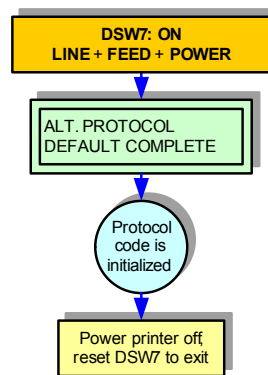 DSW7: ON
LINE + FEED + POWER
ALT. PROTOCOL
DEFAULT COMPLETE
Protocol
code is
initialized
Power printer off,
reset DSW7 to exit